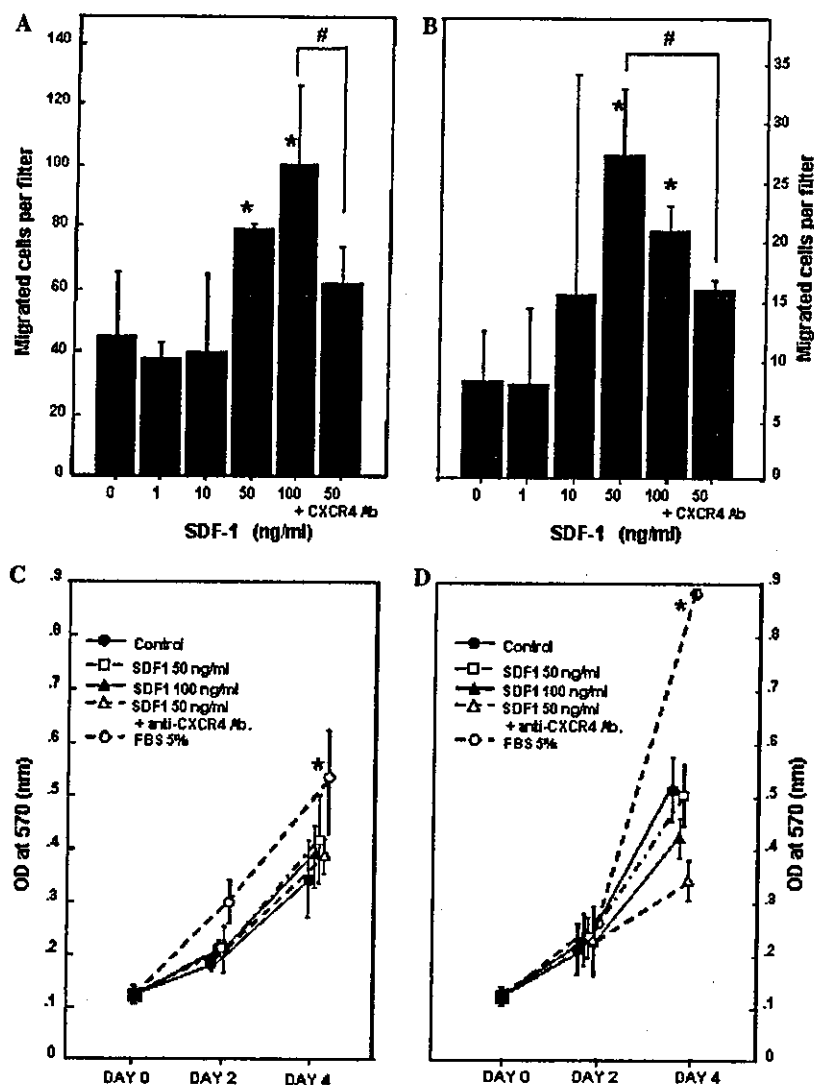 A
#
140
120
100
80
60
40
20
0
Migrated cells per filter
*
*
0 1 10 50 100 50
+ CXCR4 Ab
SDF-1 (ng/ml)
B
#
35
30
25
20
15
10
5
0
Migrated cells per filter
*
*
0 1 10 50 100 50
+ CXCR4 Ab
SDF-1 (ng/ml)
C
.9
.8
.7
.6
.5
.4
.3
.2
.1
0
OD at 570 (nm)
Control
SDF1 50 ng/ml
SDF1 100 ng/ml
SDF1 50 ng/ml
+ anti-CXCR4 Ab.
FBS 5%
*
DAY 0 DAY 2 DAY 4
D
.9
.8
.7
.6
.5
.4
.3
.2
.1
0
OD at 570 (nm)
Control
SDF1 50 ng/ml
SDF1 100 ng/ml
SDF1 50 ng/ml
+ anti-CXCR4 Ab.
FBS 5%
*
DAY 0 DAY 2 DAY 4